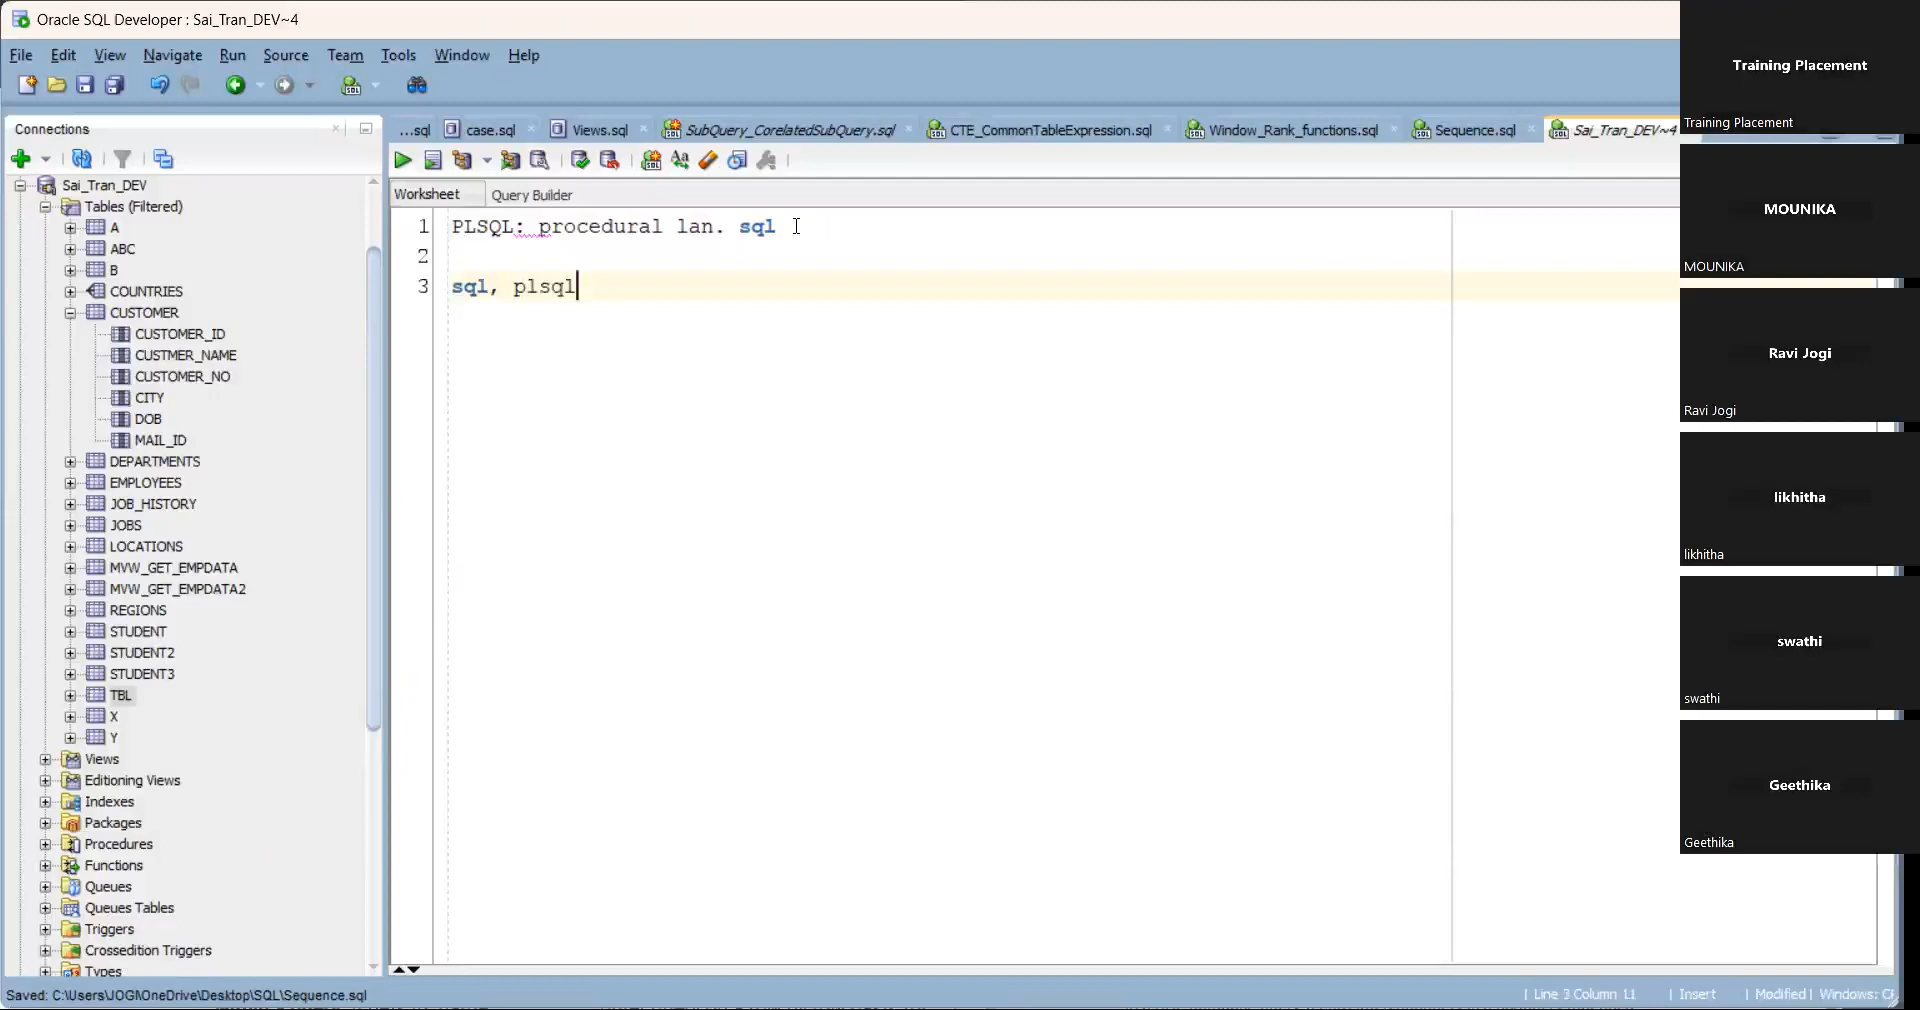 Oracle SQL Developer : Sai_Tran_DEV~4
File Edit View Navigate Run Source Team Tools Window Help
Connections
Sai_Tran_DEV
Tables (Filtered)
A
ABC
B
COUNTRIES
CUSTOMER
CUSTOMER_ID
CUSTMER_NAME
CUSTOMER_NO
CITY
DOB
MAIL_ID
DEPARTMENTS
EMPLOYEES
JOB_HISTORY
JOBS
LOCATIONS
MVW_GET_EMPDATA
MVW_GET_EMPDATA2
REGIONS
STUDENT
STUDENT2
STUDENT3
TBL
X
Y
Views
Editioning Views
Indexes
Packages
Procedures
Functions
Queues
Queues Tables
Triggers
Crossedition Triggers
Types
...sql case.sql Views.sql SubQuery_CorelatedSubQuery.sql CTE_CommonTableExpression.sql Window_Rank_functions.sql Sequence.sql Sai_Tran_DEV~4
Worksheet Query Builder
1 PLSQL: procedural lan. sql
2
3 sql, plsql
Saved: C:\Users\JOGI\OneDrive\Desktop\SQL\Sequence.sql
Line 3 Column 11 Insert Modified Windows: C
Training Placement
Training Placement
MOUNIKA
MOUNIKA
Ravi Jogi
Ravi Jogi
likhitha
likhitha
swathi
swathi
Geethika
Geethika